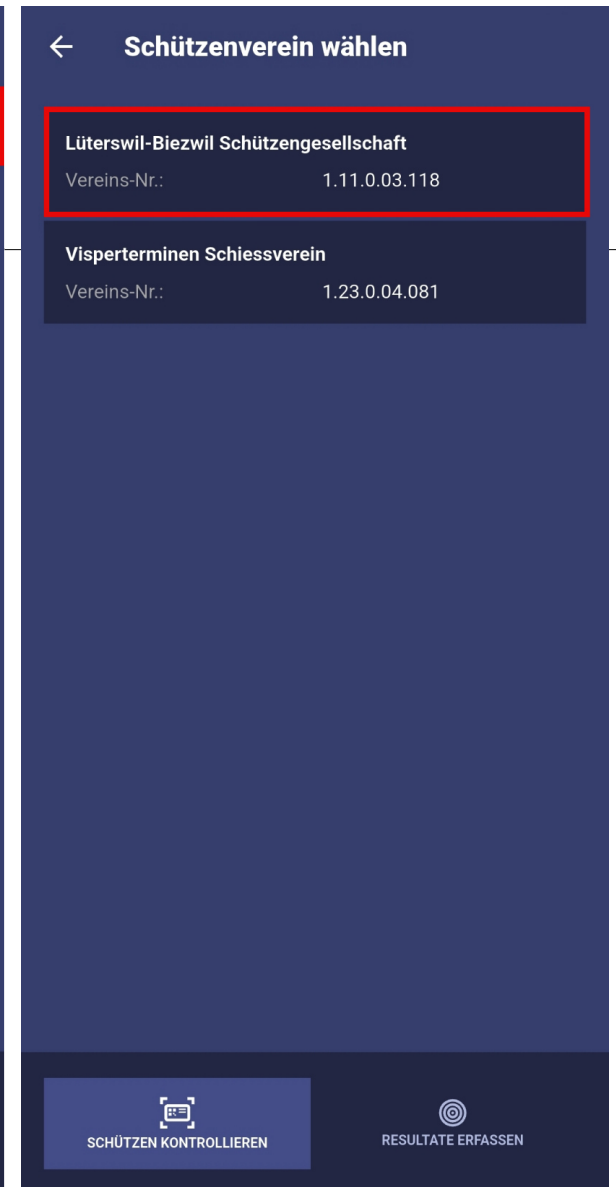 Schützenverein wählen
Lüterswil-Biezwil Schützengesellschaft
Vereins-Nr.: 1.11.0.03.118
Visperterminen Schiessverein
Vereins-Nr.: 1.23.0.04.081
SCHÜTZEN KONTROLLIEREN
RESULTATE ERFASSEN